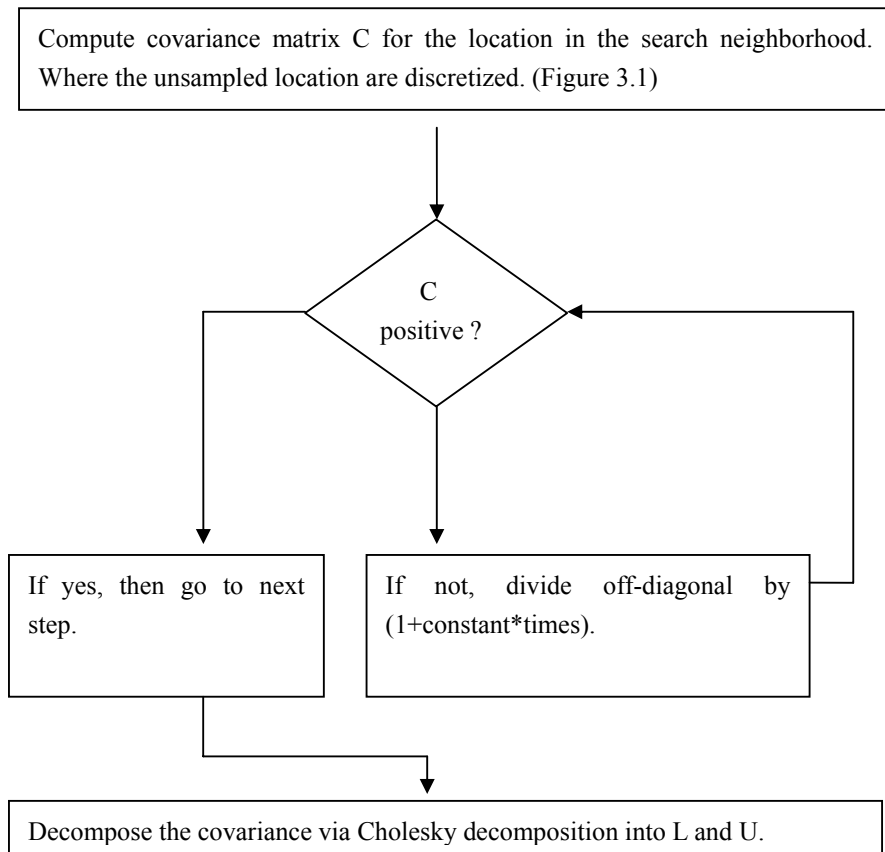 Compute covariance matrix C for the location in the search neighborhood.
Where the unsampled location are discretized. (Figure 3.1)
C
positive ?
If yes, then go to next
step.
If not, divide off-diagonal by
(1+constant*times).
Decompose the covariance via Cholesky decomposition into L and U.